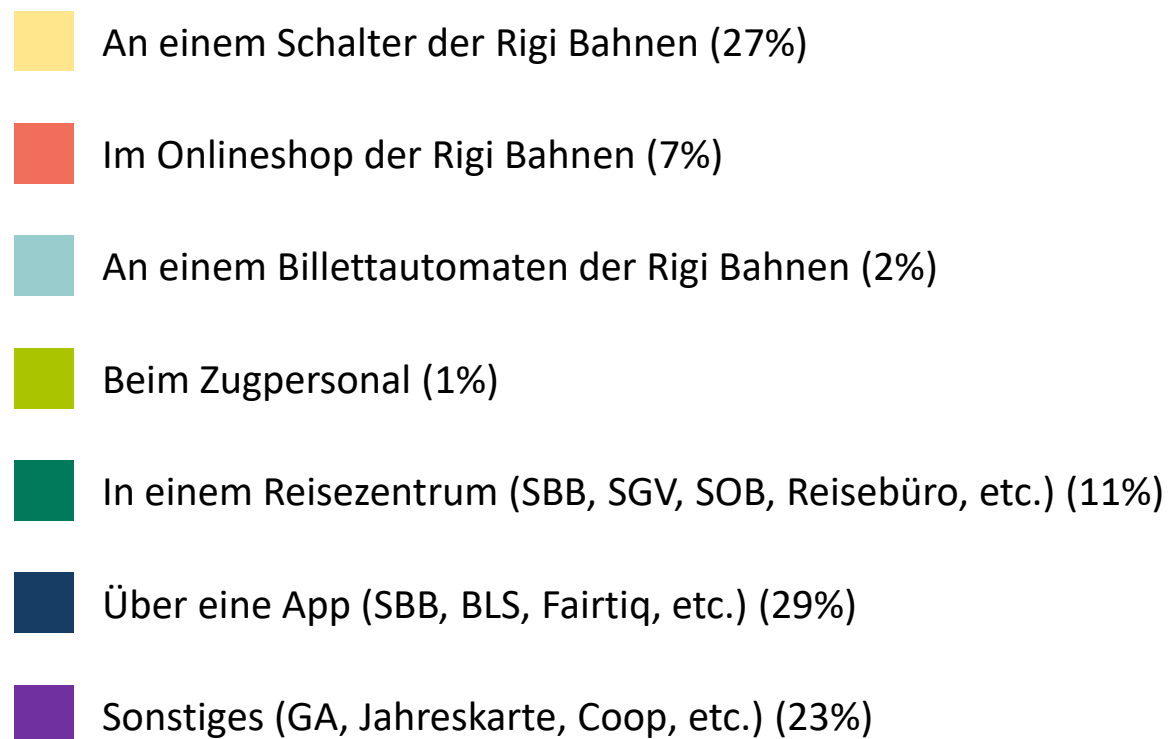 An einem Schalter der Rigi Bahnen (27%)
Im Onlineshop der Rigi Bahnen (7%)
An einem Billettautomaten der Rigi Bahnen (2%)
Beim Zugpersonal (1%)
In einem Reisezentrum (SBB, SGV, SOB, Reisebüro, etc.) (11%)
Über eine App (SBB, BLS, Fairtiq, etc.) (29%)
Sonstiges (GA, Jahreskarte, Coop, etc.) (23%)